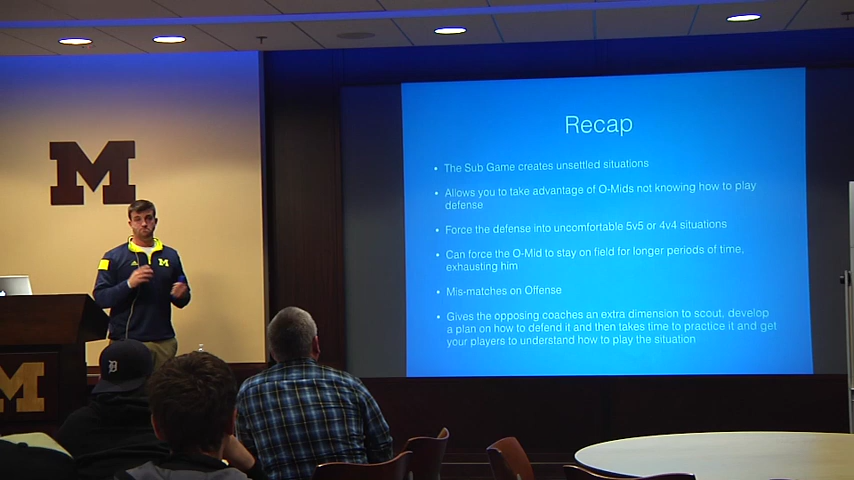 M
Recap
• The Sub Game creates unsettled situations
• Allows you to take advantage of O-Mids not knowing how to play
defense
• Force the defense into uncomfortable 5v5 or 4v4 situations
• Can force the O-Mid to stay on field for longer periods of time,
exhausting him
• Mis-matches on Offense
• Gives the opposing coaches an extra dimension to scout, develop
a plan on how to defend it and then takes time to practice it and get
your players to understand how to play the situation
M
D
M